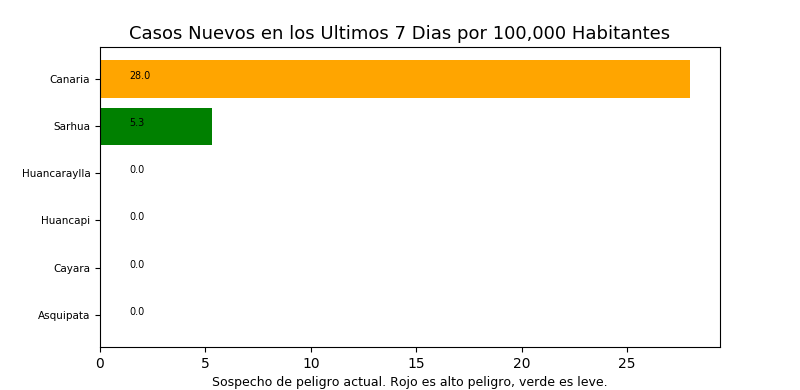 Casos Nuevos en los Ultimos 7 Dias por 100,000 Habitantes
Canaria 28.0
Sarhua 5.3
Huancaraylla 0.0
Huancapi 0.0
Cayara 0.0
Asquipata 0.0
0 5 10 15 20 25
Sospecho de peligro actual. Rojo es alto peligro, verde es leve.